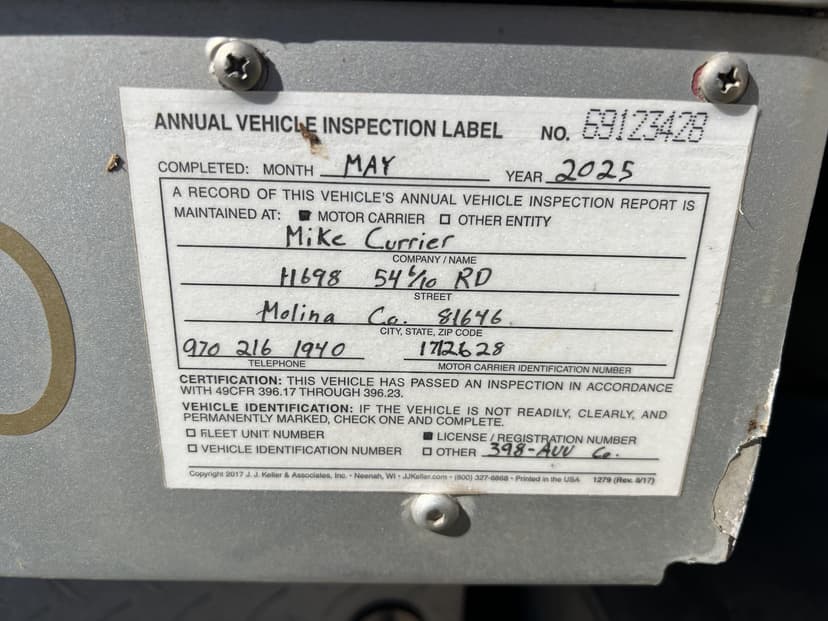 ANNUAL VEHICLE INSPECTION LABEL NO. 69123428
COMPLETED: MONTH MAY YEAR 2025
A RECORD OF THIS VEHICLE'S ANNUAL VEHICLE INSPECTION REPORT IS
MAINTAINED AT: ■ MOTOR CARRIER □ OTHER ENTITY
Mike Currier
COMPANY / NAME
H698 54 6/10 RD
STREET
Molina Co. 81646
CITY, STATE, ZIP CODE
970 216 1940 1712628
TELEPHONE MOTOR CARRIER IDENTIFICATION NUMBER
CERTIFICATION: THIS VEHICLE HAS PASSED AN INSPECTION IN ACCORDANCE
WITH 49CFR 396.17 THROUGH 396.23.
VEHICLE IDENTIFICATION: IF THE VEHICLE IS NOT READILY, CLEARLY, AND
PERMANENTLY MARKED, CHECK ONE AND COMPLETE.
□ FLEET UNIT NUMBER ■ LICENSE / REGISTRATION NUMBER
□ VEHICLE IDENTIFICATION NUMBER □ OTHER 398-AUU Co.
Copyright 2017 J. J. Keller & Associates, Inc. • Neenah, WI • JJKeller.com • (800) 327-6868 • Printed in the USA 1279 (Rev. 8/17)